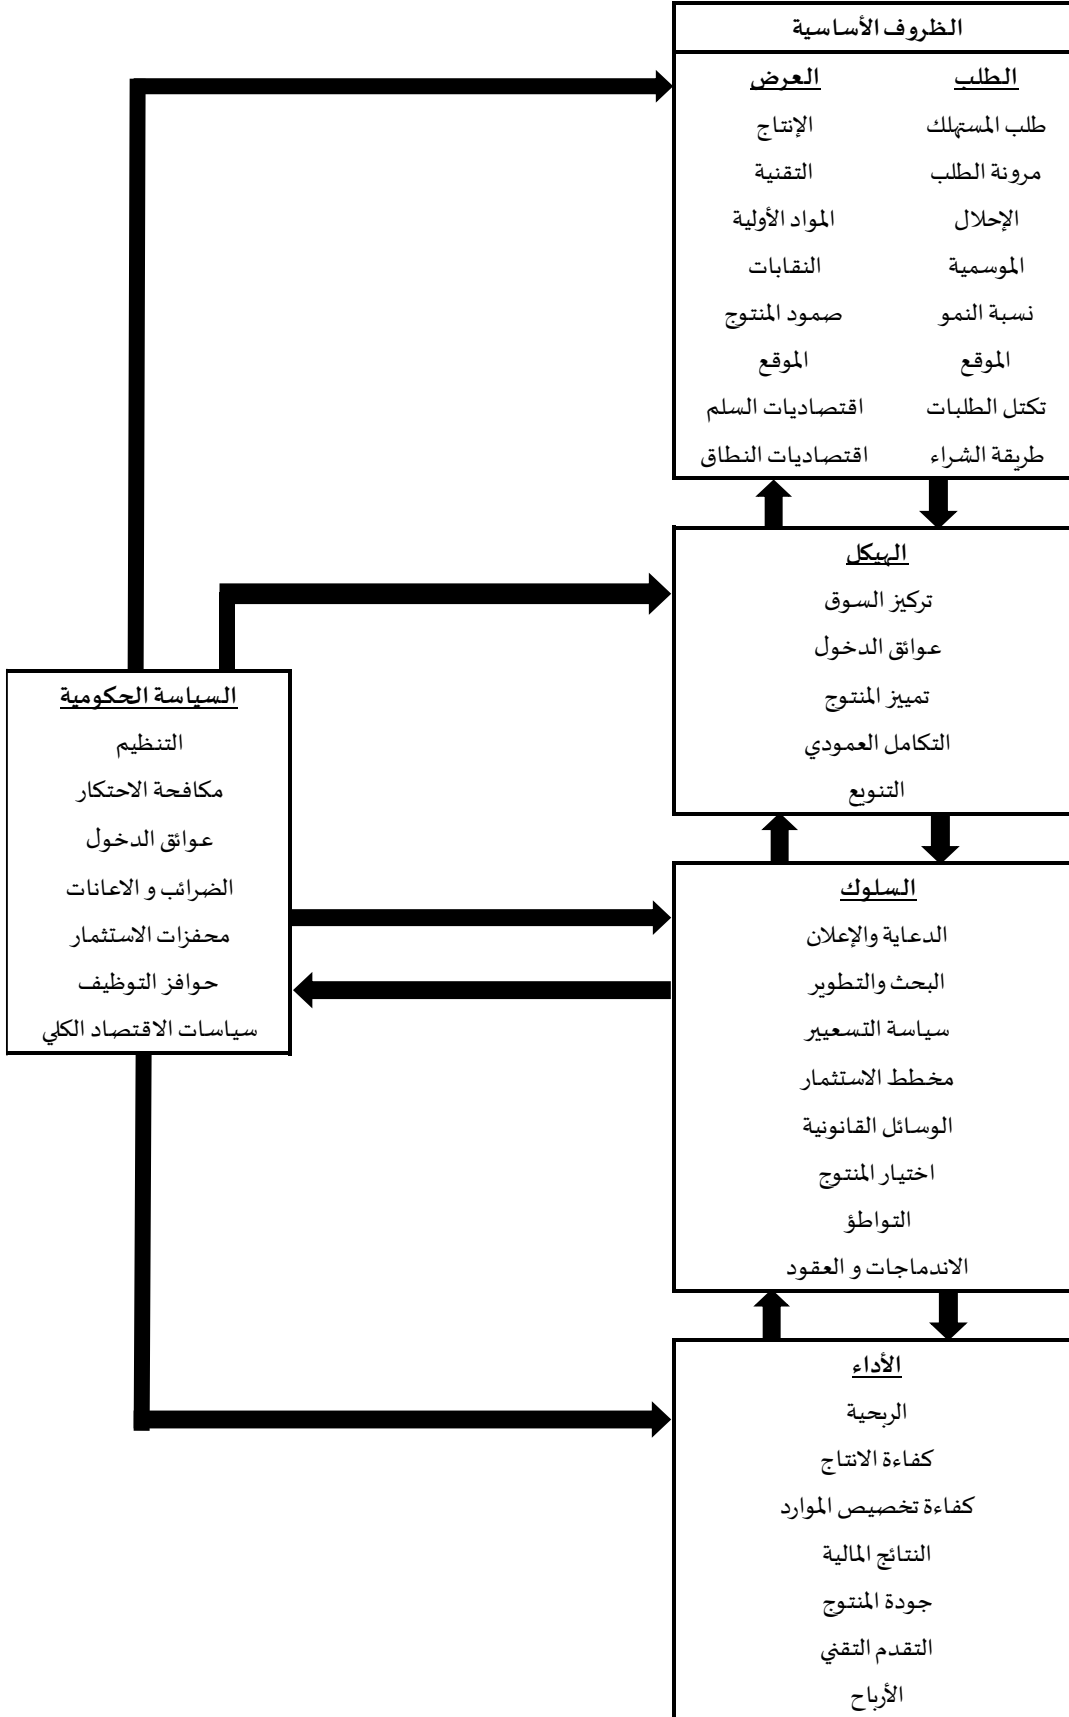 الظروف الأساسية
الطلب العرض
طلب المستهلك الإنتاج
مرونة الطلب التقنية
الإحلال المواد الأولية
الموسمية النقابات
نسبة النمو صمود المنتوج
الموقع الموقع
تكتل الطلبات اقتصاديات السلم
طريقة الشراء اقتصاديات النطاق
الهيكل
تركيز السوق
عوائق الدخول
تمييز المنتوج
التكامل العمودي
التنويع
السياسة الحكومية
التنظيم
مكافحة الاحتكار
عوائق الدخول
الضرائب و الاعانات
محفزات الاستثمار
حوافز التوظيف
سياسات الاقتصاد الكلي
السلوك
الدعاية والإعلان
البحث والتطوير
سياسة التسعيير
مخطط الاستثمار
الوسائل القانونية
اختيار المنتوج
التواطؤ
الاندماجات و العقود
الأداء
الربحية
كفاءة الانتاج
كفاءة تخصيص الموارد
النتائج المالية
جودة المنتوج
التقدم التقني
الأرباح